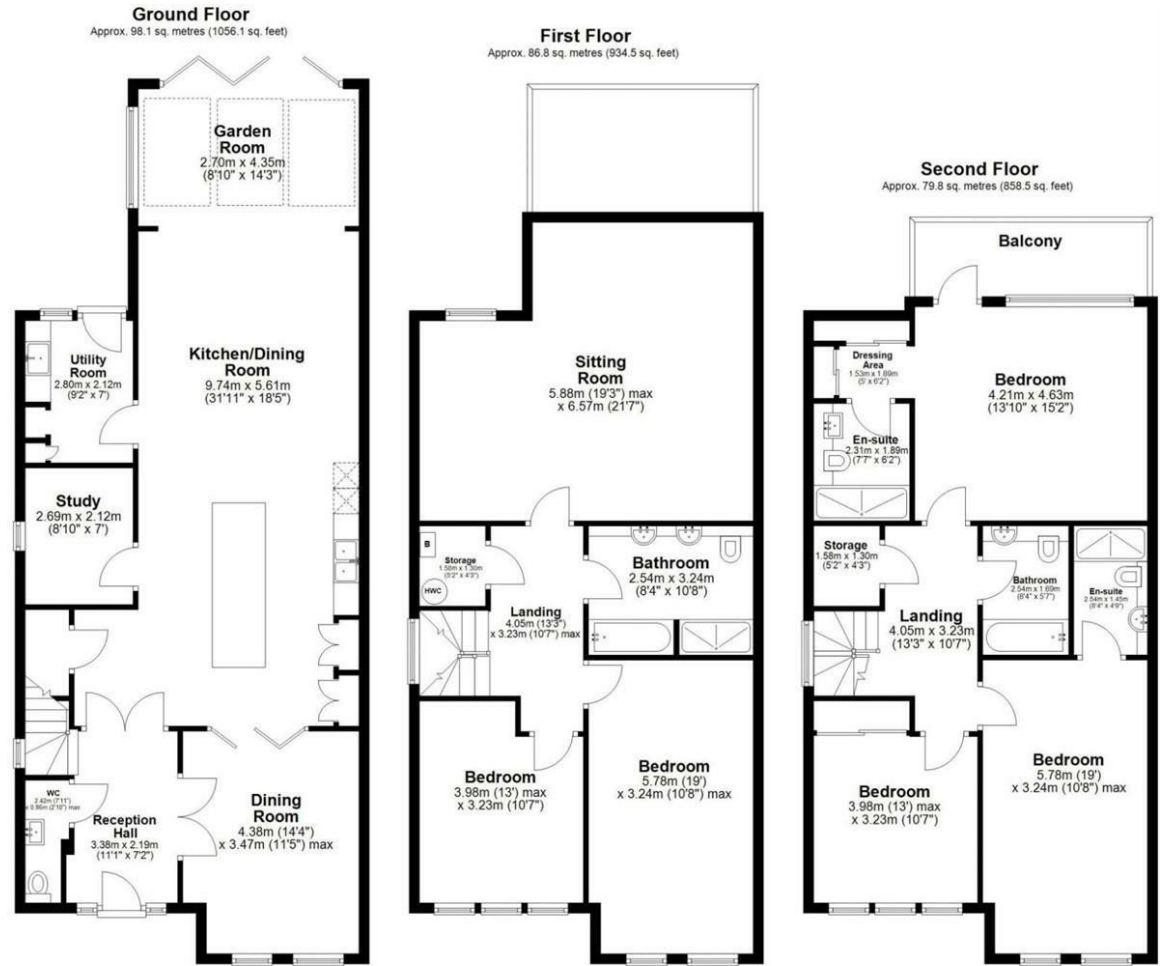 Ground Floor
Approx. 98.1 sq. metres (1056.1 sq. feet)
Garden
Room
2.70m x 4.35m
(8'10" x 14'3")
Utility
Room
2.80m x 2.12m
(9'2" x 7')
Kitchen/Dining
Room
9.74m x 5.61m
(31'11" x 18'5")
Study
2.69m x 2.12m
(8'10" x 7')
WC
2.42m (7'11")
x 0.86m (2'10") max
Reception
Hall
3.38m x 2.19m
(11'1" x 7'2")
Dining
Room
4.38m (14'4")
x 3.47m (11'5") max
First Floor
Approx. 86.8 sq. metres (934.5 sq. feet)
Sitting
Room
5.88m (19'3") max
x 6.57m (21'7")
B
Storage
1.58m x 1.30m
(5'2" x 4'3")
HWC
Landing
4.05m (13'3")
x 3.23m (10'7") max
Bathroom
2.54m x 3.24m
(8'4" x 10'8")
Bedroom
3.98m (13') max
x 3.23m (10'7")
Bedroom
5.78m (19')
x 3.24m (10'8") max
Second Floor
Approx. 79.8 sq. metres (858.5 sq. feet)
Balcony
Dressing
Area
1.53m x 1.89m
(5' x 6'2")
Bedroom
4.21m x 4.63m
(13'10" x 15'2")
En-suite
2.31m x 1.89m
(7'7" x 6'2")
Storage
1.58m x 1.30m
(5'2" x 4'3")
Landing
4.05m x 3.23m
(13'3" x 10'7")
Bathroom
2.54m x 1.69m
(8'4" x 5'7")
En-suite
2.54m x 1.45m
(8'4" x 4'9")
Bedroom
3.98m (13') max
x 3.23m (10'7")
Bedroom
5.78m (19')
x 3.24m (10'8") max